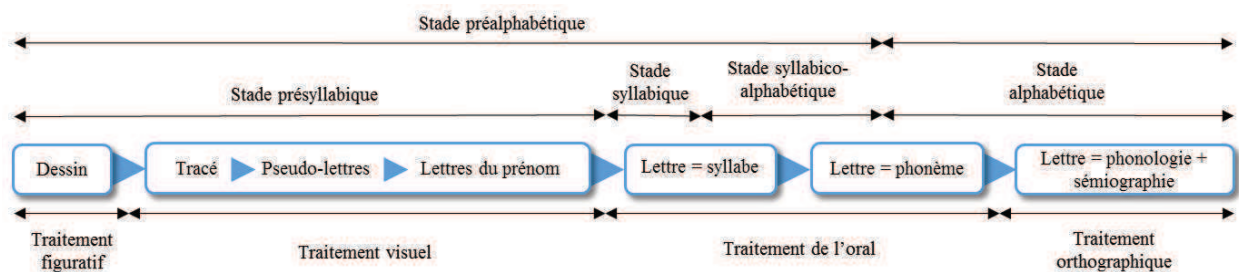 Stade préalphabétique
Stade présyllabique
Stade
syllabique
Stade syllabico-
alphabétique
Stade
alphabétique
Dessin
Tracé
Pseudo-lettres
Lettres du prénom
Lettre = syllabe
Lettre = phonème
Lettre = phonologie +
sémiographie
Traitement
figuratif
Traitement visuel
Traitement de l'oral
Traitement
orthographique